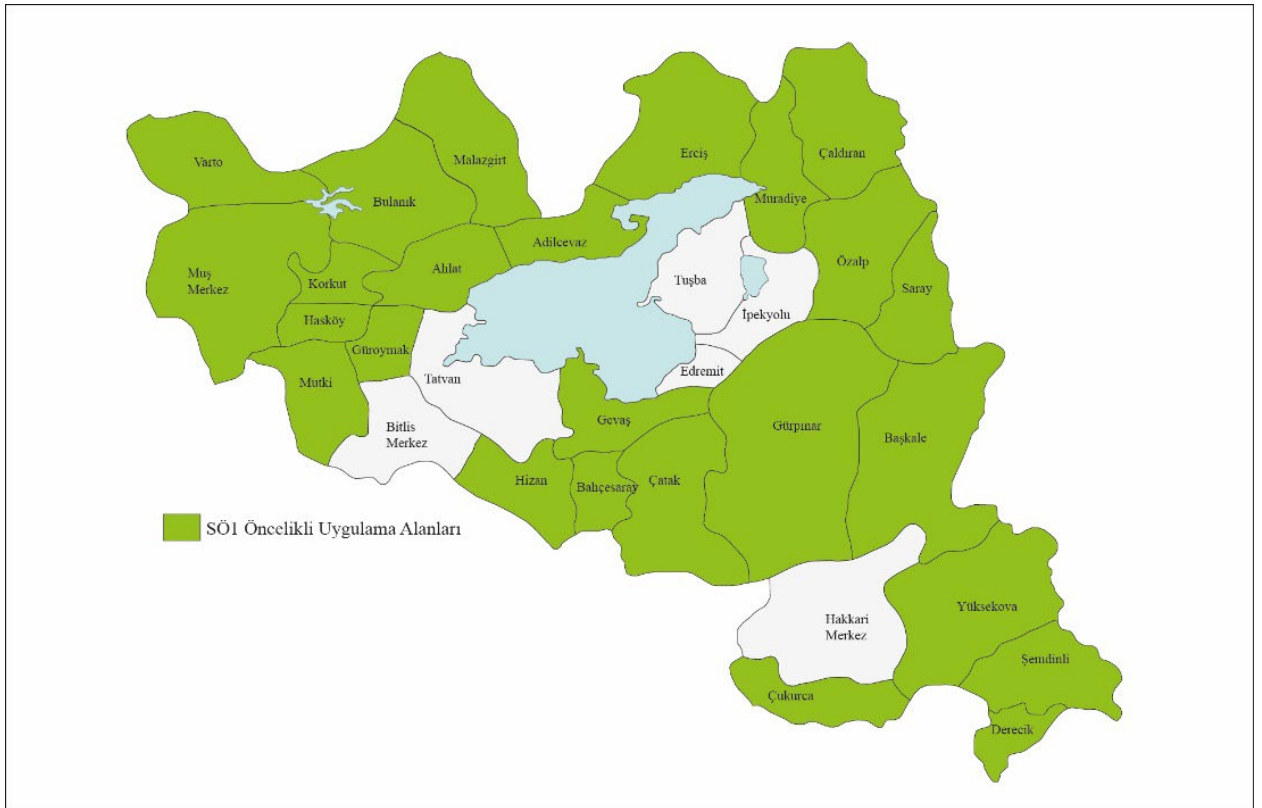 Varto
Malazgirt
Erciş
Çaldıran
Bulanık
Muradiye
Adilcevaz
Ahlat
Muş
Merkez
Korkut
Tuşba
Özalp
Saray
İpekyolu
Hasköy
Güroymak
Edremit
Mutki
Tatvan
Bitlis
Merkez
Gevaş
Gürpınar
Başkale
Hizan
Bahçesaray
Çatak
SÖ1 Öncelikli Uygulama Alanları
Hakkari
Merkez
Yüksekova
Şemdinli
Çukurca
Derecik